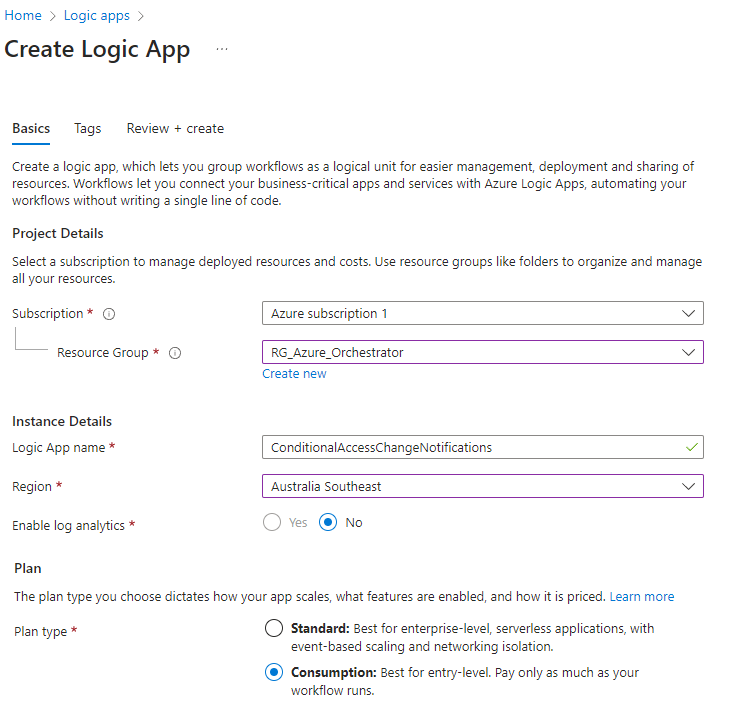 Home > Logic apps >
Create Logic App ...
Basics Tags Review + create
Create a logic app, which lets you group workflows as a logical unit for easier management, deployment and sharing of
resources. Workflows let you connect your business-critical apps and services with Azure Logic Apps, automating your
workflows without writing a single line of code.
Project Details
Select a subscription to manage deployed resources and costs. Use resource groups like folders to organize and manage
all your resources.
Subscription * Azure subscription 1
Resource Group * RG_Azure_Orchestrator
Create new
Instance Details
Logic App name * ConditionalAccessChangeNotifications
Region * Australia Southeast
Enable log analytics * Yes No
Plan
The plan type you choose dictates how your app scales, what features are enabled, and how it is priced. Learn more
Plan type * Standard: Best for enterprise-level, serverless applications, with
event-based scaling and networking isolation.
Consumption: Best for entry-level. Pay only as much as your
workflow runs.